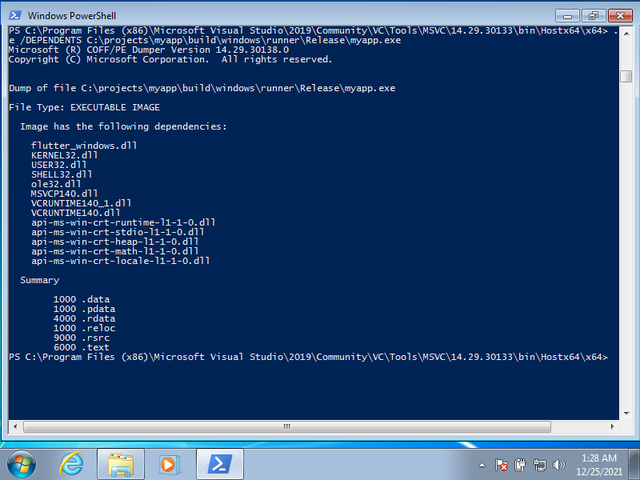 Windows PowerShell
PS C:\Program Files (x86)\Microsoft Visual Studio\2019\Community\VC\Tools\MSVC\14.29.30133\bin\Hostx64\x64> .
e /DEPENDENTS C:\projects\myapp\build\windows\runner\Release\myapp.exe
Microsoft (R) COFF/PE Dumper Version 14.29.30138.0
Copyright (C) Microsoft Corporation.  All rights reserved.
Dump of file C:\projects\myapp\build\windows\runner\Release\myapp.exe
File Type: EXECUTABLE IMAGE
Image has the following dependencies:
flutter_windows.dll
KERNEL32.dll
USER32.dll
SHELL32.dll
ole32.dll
MSVCP140.dll
VCRUNTIME140_1.dll
VCRUNTIME140.dll
api-ms-win-crt-runtime-l1-1-0.dll
api-ms-win-crt-stdio-l1-1-0.dll
api-ms-win-crt-heap-l1-1-0.dll
api-ms-win-crt-math-l1-1-0.dll
api-ms-win-crt-locale-l1-1-0.dll
Summary
1000 .data
1000 .pdata
4000 .rdata
1000 .reloc
9000 .rsrc
6000 .text
PS C:\Program Files (x86)\Microsoft Visual Studio\2019\Community\VC\Tools\MSVC\14.29.30133\bin\Hostx64\x64>
1:28 AM
12/25/2021